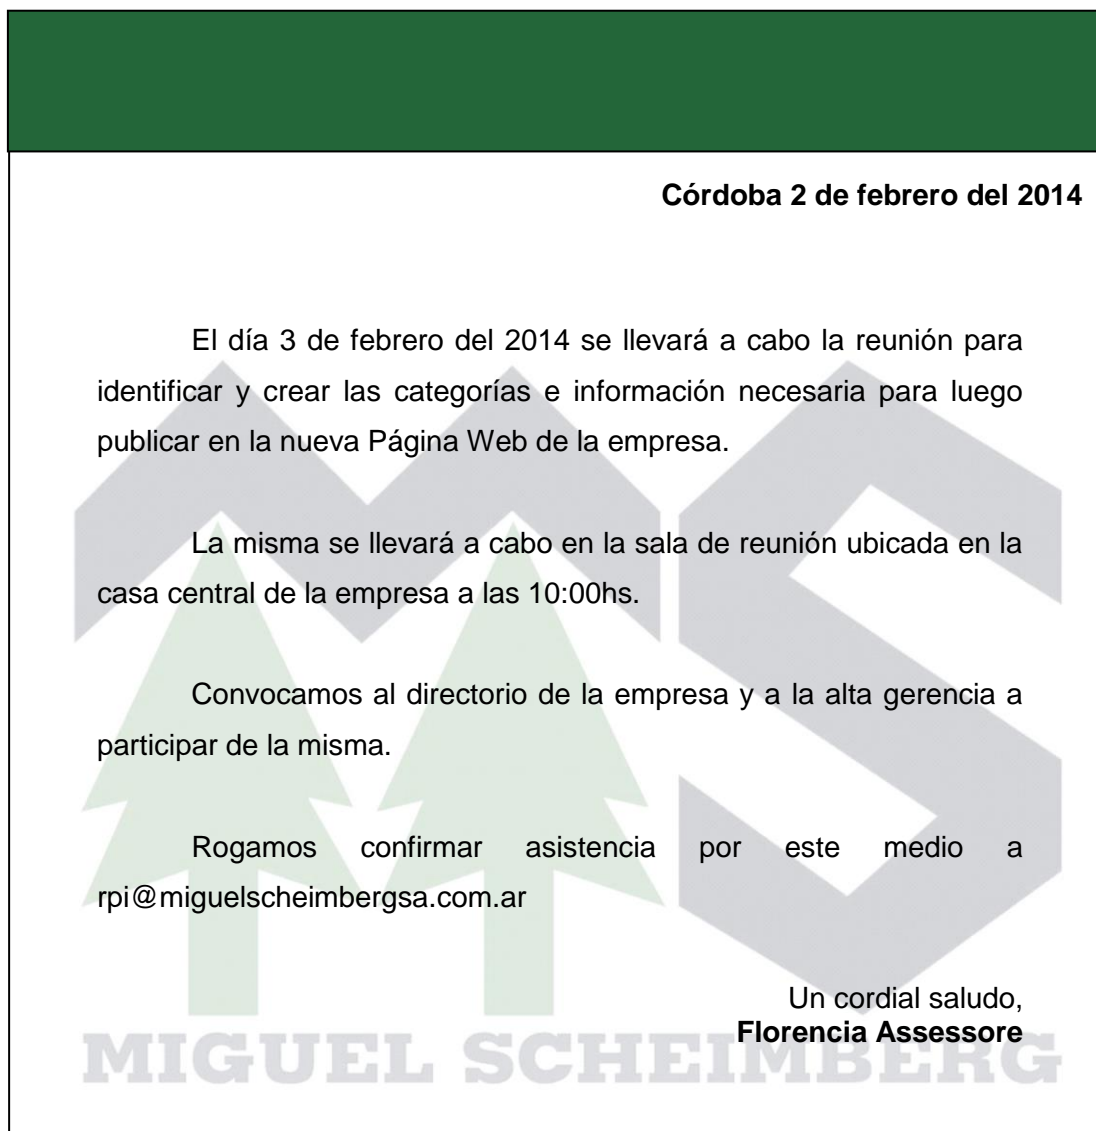 Córdoba 2 de febrero del 2014
El día 3 de febrero del 2014 se llevará a cabo la reunión para
identificar y crear las categorías e información necesaria para luego
publicar en la nueva Página Web de la empresa.
La misma se llevará a cabo en la sala de reunión ubicada en la
casa central de la empresa a las 10:00hs.
Convocamos al directorio de la empresa y a la alta gerencia a
participar de la misma.
Rogamos confirmar asistencia por este medio a
rpi@miguelscheimbergsa.com.ar
Un cordial saludo,
Florencia Assessore
MS
MIGUEL SCHEIMBERG